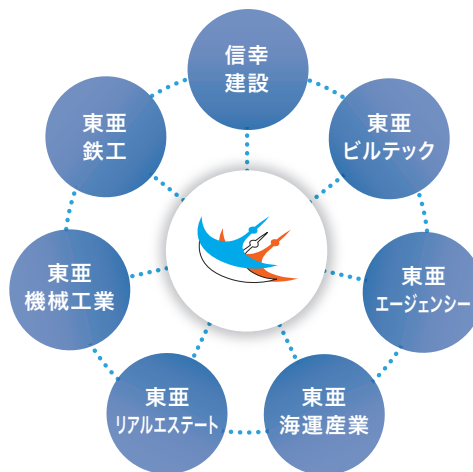 信幸
建設
東亜
ビルテック
東亜
エージェンシー
東亜
海運産業
東亜
リアルエステート
東亜
機械工業
東亜
鉄工